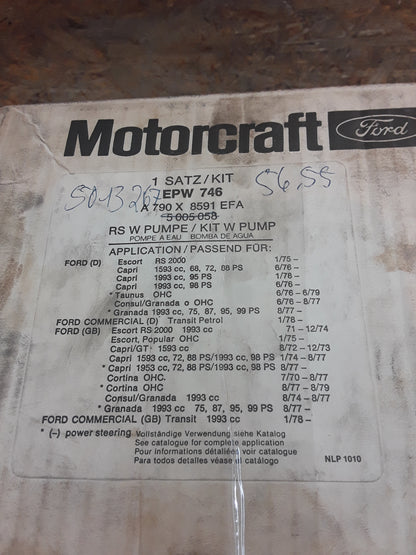 Motorcraft Ford
1 SATZ/KIT
5013 267 EPW 746 56,55
A 790 X 8591 EFA
5 005 058
RS W PUMPE / KIT W PUMP
POMPE A EAU BOMBA DE AGUA
APPLICATION / PASSEND FÜR:
FORD (D) Escort RS 2000 1/75 –
Capri 1593 cc, 68, 72, 88 PS 6/76 –
Capri 1993 cc, 95 PS 1/78 –
Capri 1993 cc, 98 PS 6/76 –
* Taunus OHC 6/76 – 6/79
Consul/Granada o OHC 6/76 – 8/77
* Granada 1993 cc, 75, 87, 95, 99 PS 8/77 –
FORD COMMERCIAL (D) Transit Petrol 1/78 –
FORD (GB) Escort RS 2000 1993 cc 71 – 12/74
Escort, Popular OHC 1/75 –
Capri/GT 1593 cc 8/72 – 12/73
Capri 1593 cc, 72, 88 PS/1993 cc, 98 PS 1/74 – 8/77
* Capri 1953 cc, 72, 88 PS/1993 cc, 98 PS 8/77 –
Cortina OHC. 7/70 – 8/77
* Cortina OHC 8/77 – 8/79
Consul/Granada 1993 cc 8/74 – 8/77
* Granada 1993 cc 75, 87, 95, 99 PS 8/77 –
FORD COMMERCIAL (GB) Transit 1993 cc 1/78 –
* (–) power steering Vollständige Verwendung siehe Katalog
See catalogue for complete application
Pour informations détaillées voir catalogue
Para todos detalles véase el catálogo NLP 1010